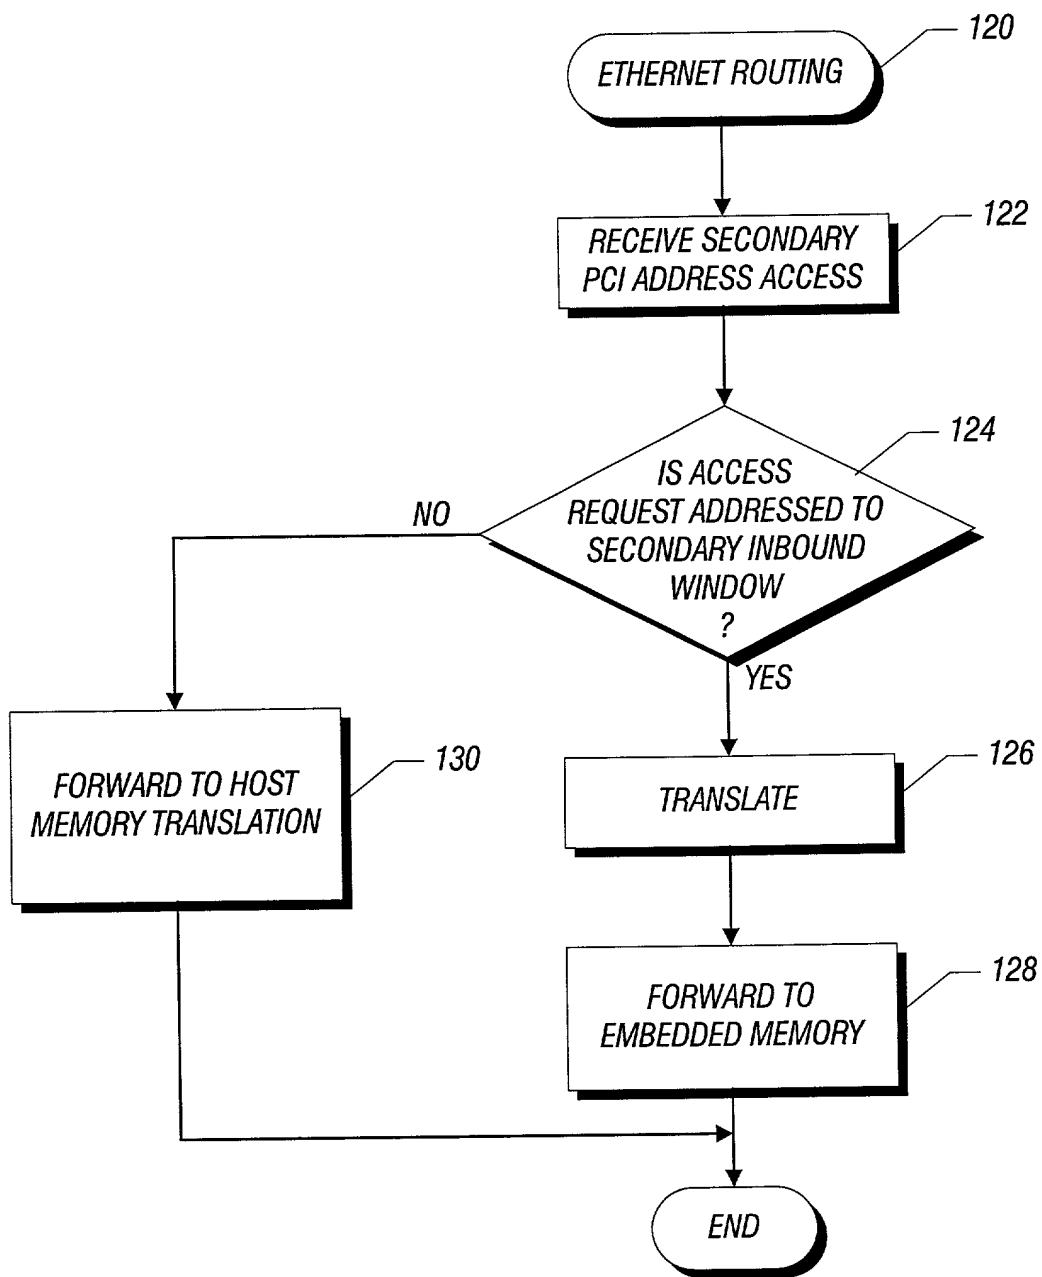 120
ETHERNET ROUTING
122
RECEIVE SECONDARY
PCI ADDRESS ACCESS
124
IS ACCESS
REQUEST ADDRESSED TO
SECONDARY INBOUND
WINDOW
?
NO
YES
130
FORWARD TO HOST
MEMORY TRANSLATION
126
TRANSLATE
128
FORWARD TO
EMBEDDED MEMORY
END